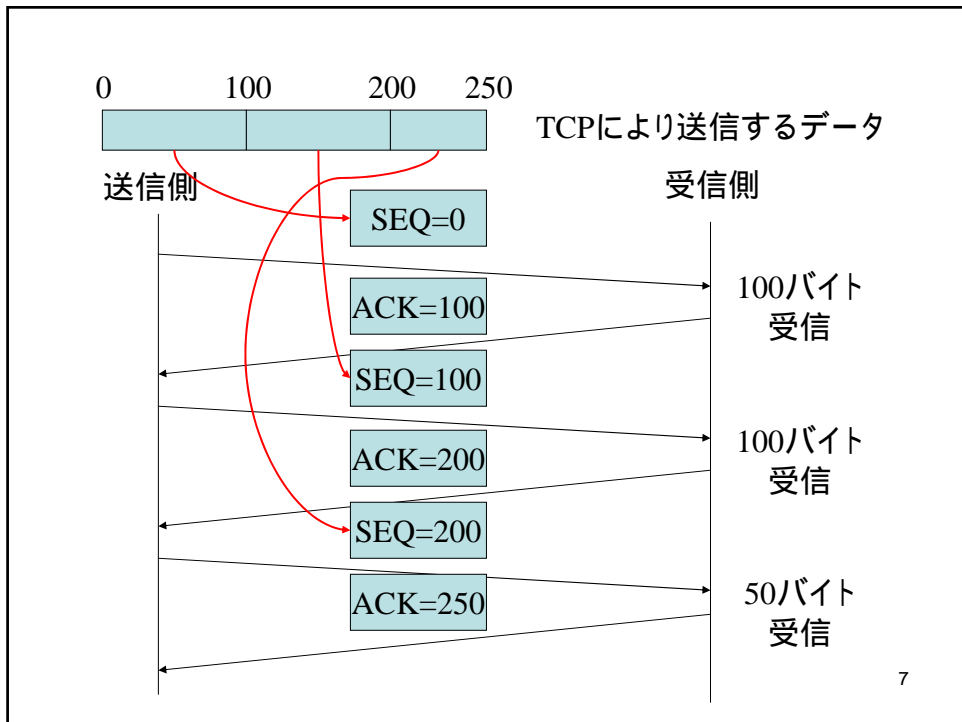 0 100 200 250
TCPにより送信するデータ
送信側
受信側
SEQ=0
100バイト
受信
ACK=100
SEQ=100
100バイト
受信
ACK=200
SEQ=200
50バイト
受信
ACK=250
7